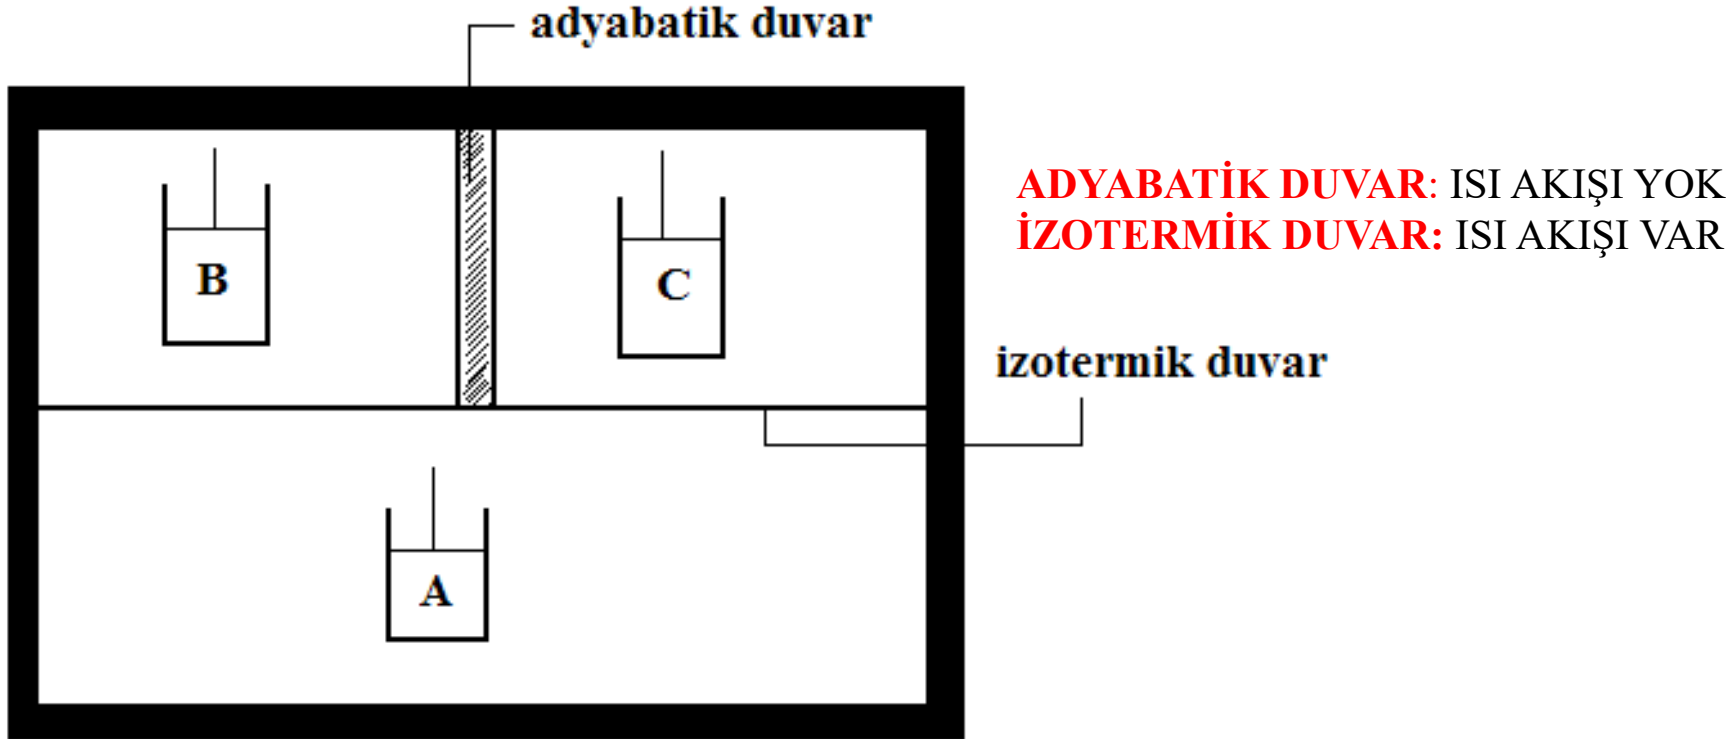 adyabatik duvar
ADYABATİK DUVAR: ISI AKIŞI YOK
İZOTERMİK DUVAR: ISI AKIŞI VAR
B
C
izotermik duvar
A